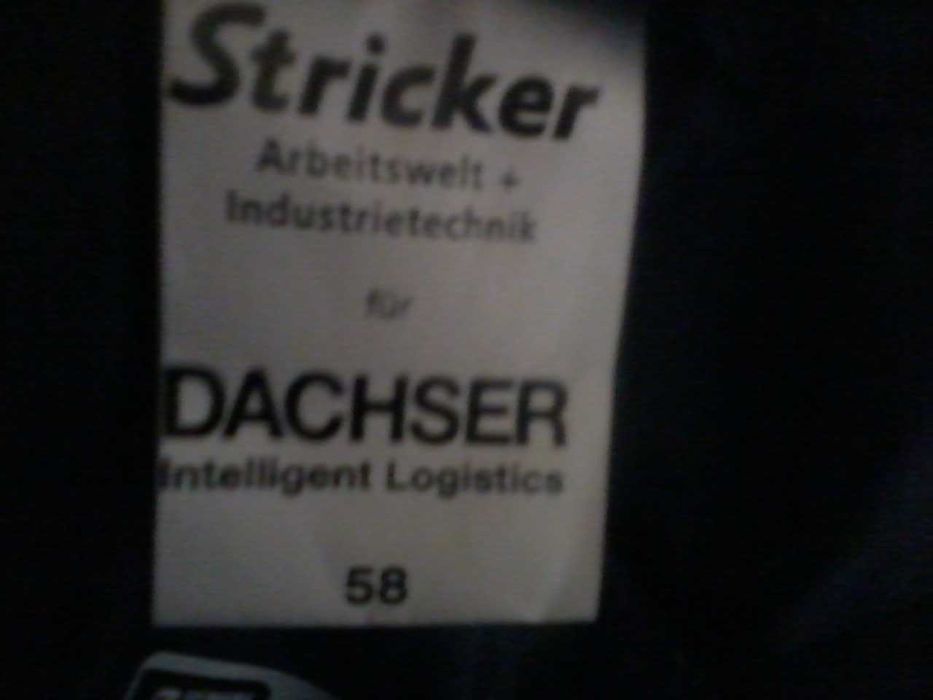 Stricker
Arbeitswelt +
Industrietechnik
für
DACHSER
Intelligent Logistics
58